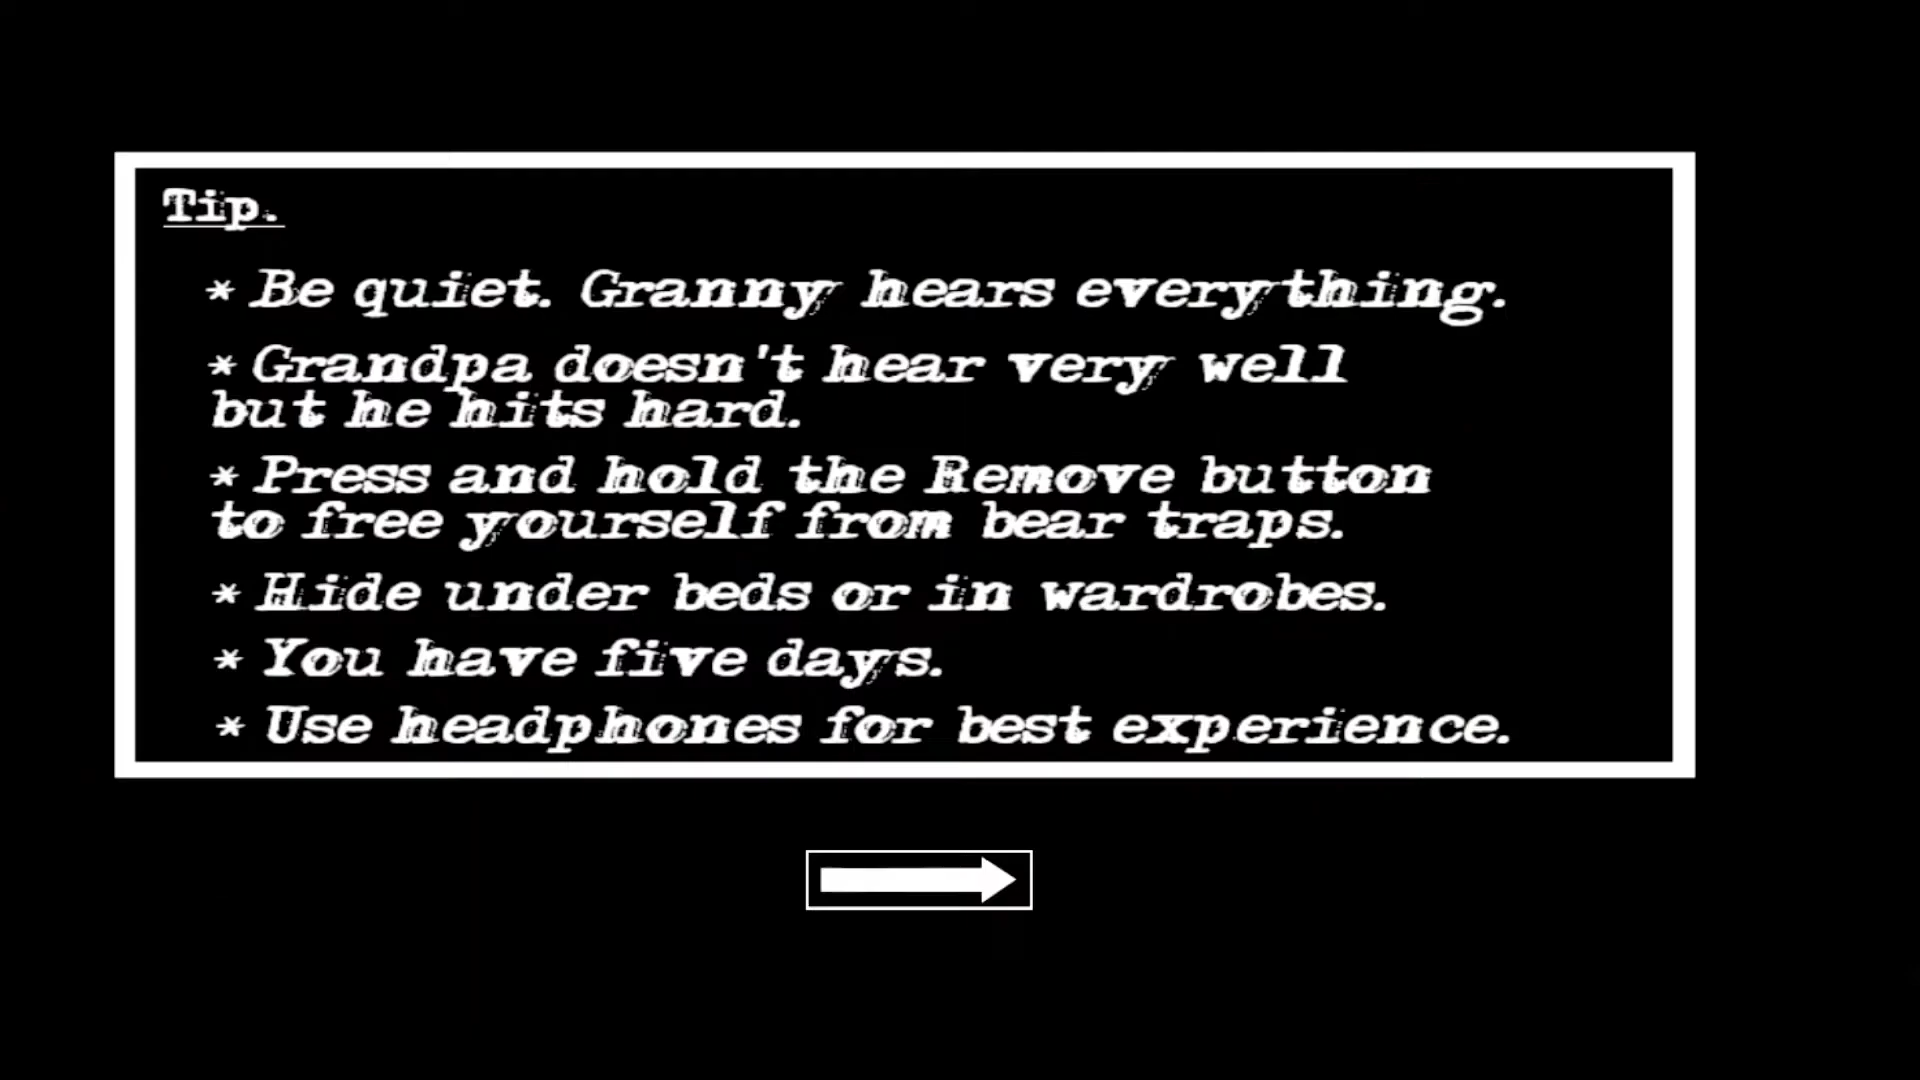 Tip.
* Be quiet. Granny hears everything.
* Grandpa doesn't hear very well
but he hits hard.
* Press and hold the Remove button
to free yourself from bear traps.
* Hide under beds or in wardrobes.
* You have five days.
* Use headphones for best experience.